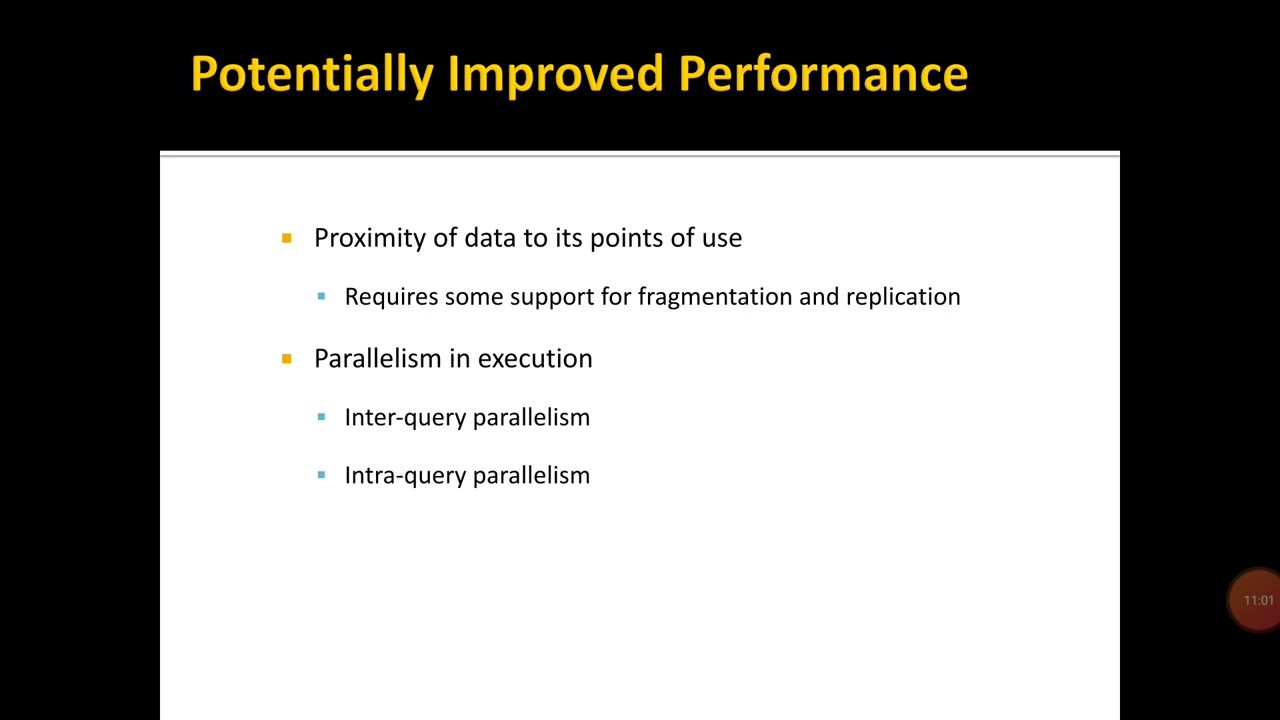 Potentially Improved Performance
Proximity of data to its points of use
Requires some support for fragmentation and replication
Parallelism in execution
Inter-query parallelism
Intra-query parallelism
11:01